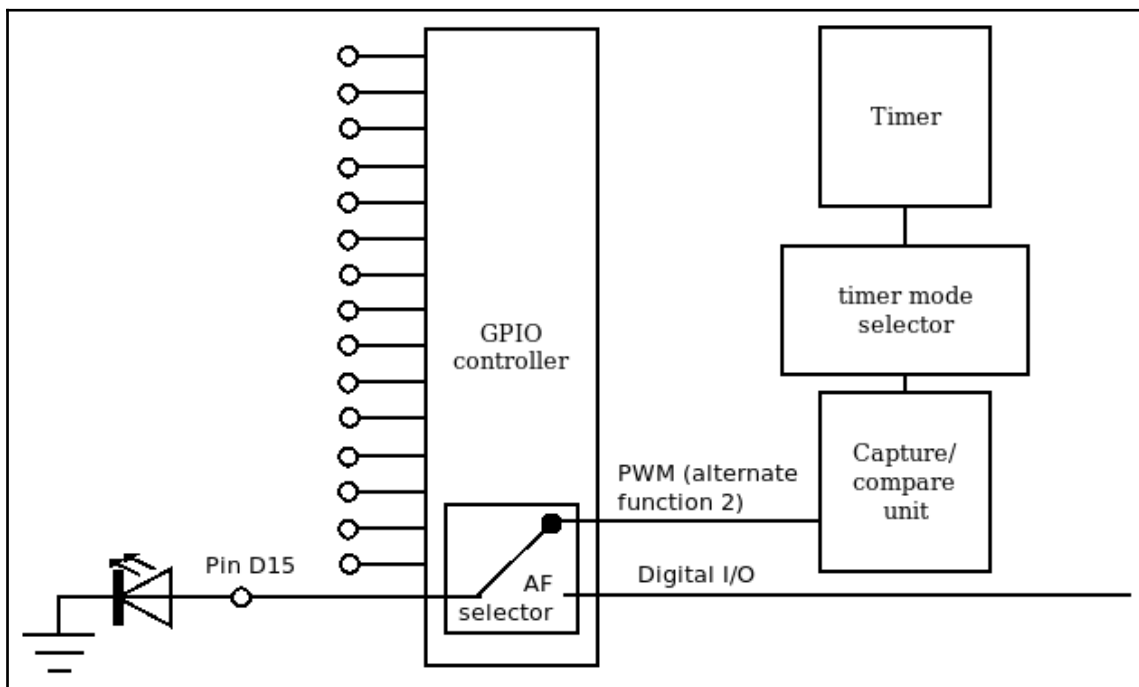 Timer
timer mode
selector
GPIO
controller
Capture/
compare
unit
PWM (alternate
function 2)
Pin D15
Digital I/O
AF
selector